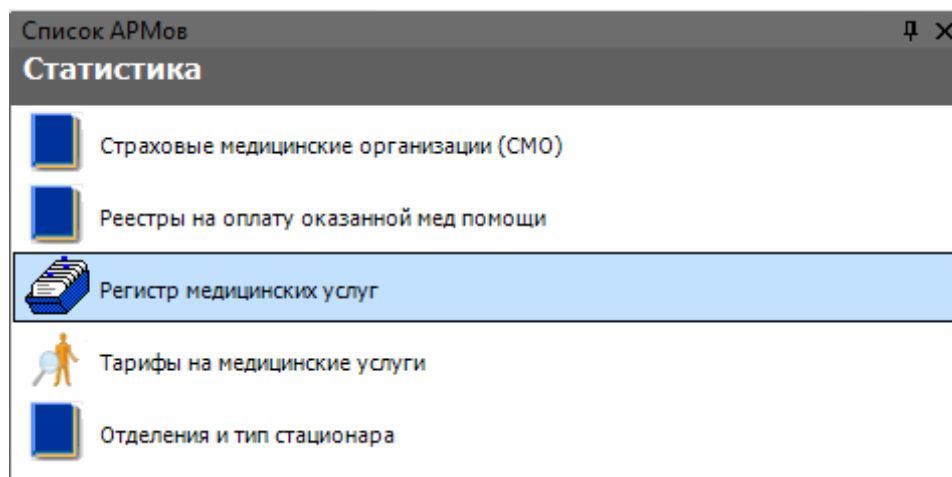 Список АРМов
Статистика
Страховые медицинские организации (СМО)
Реестры на оплату оказанной мед помощи
Регистр медицинских услуг
Тарифы на медицинские услуги
Отделения и тип стационара